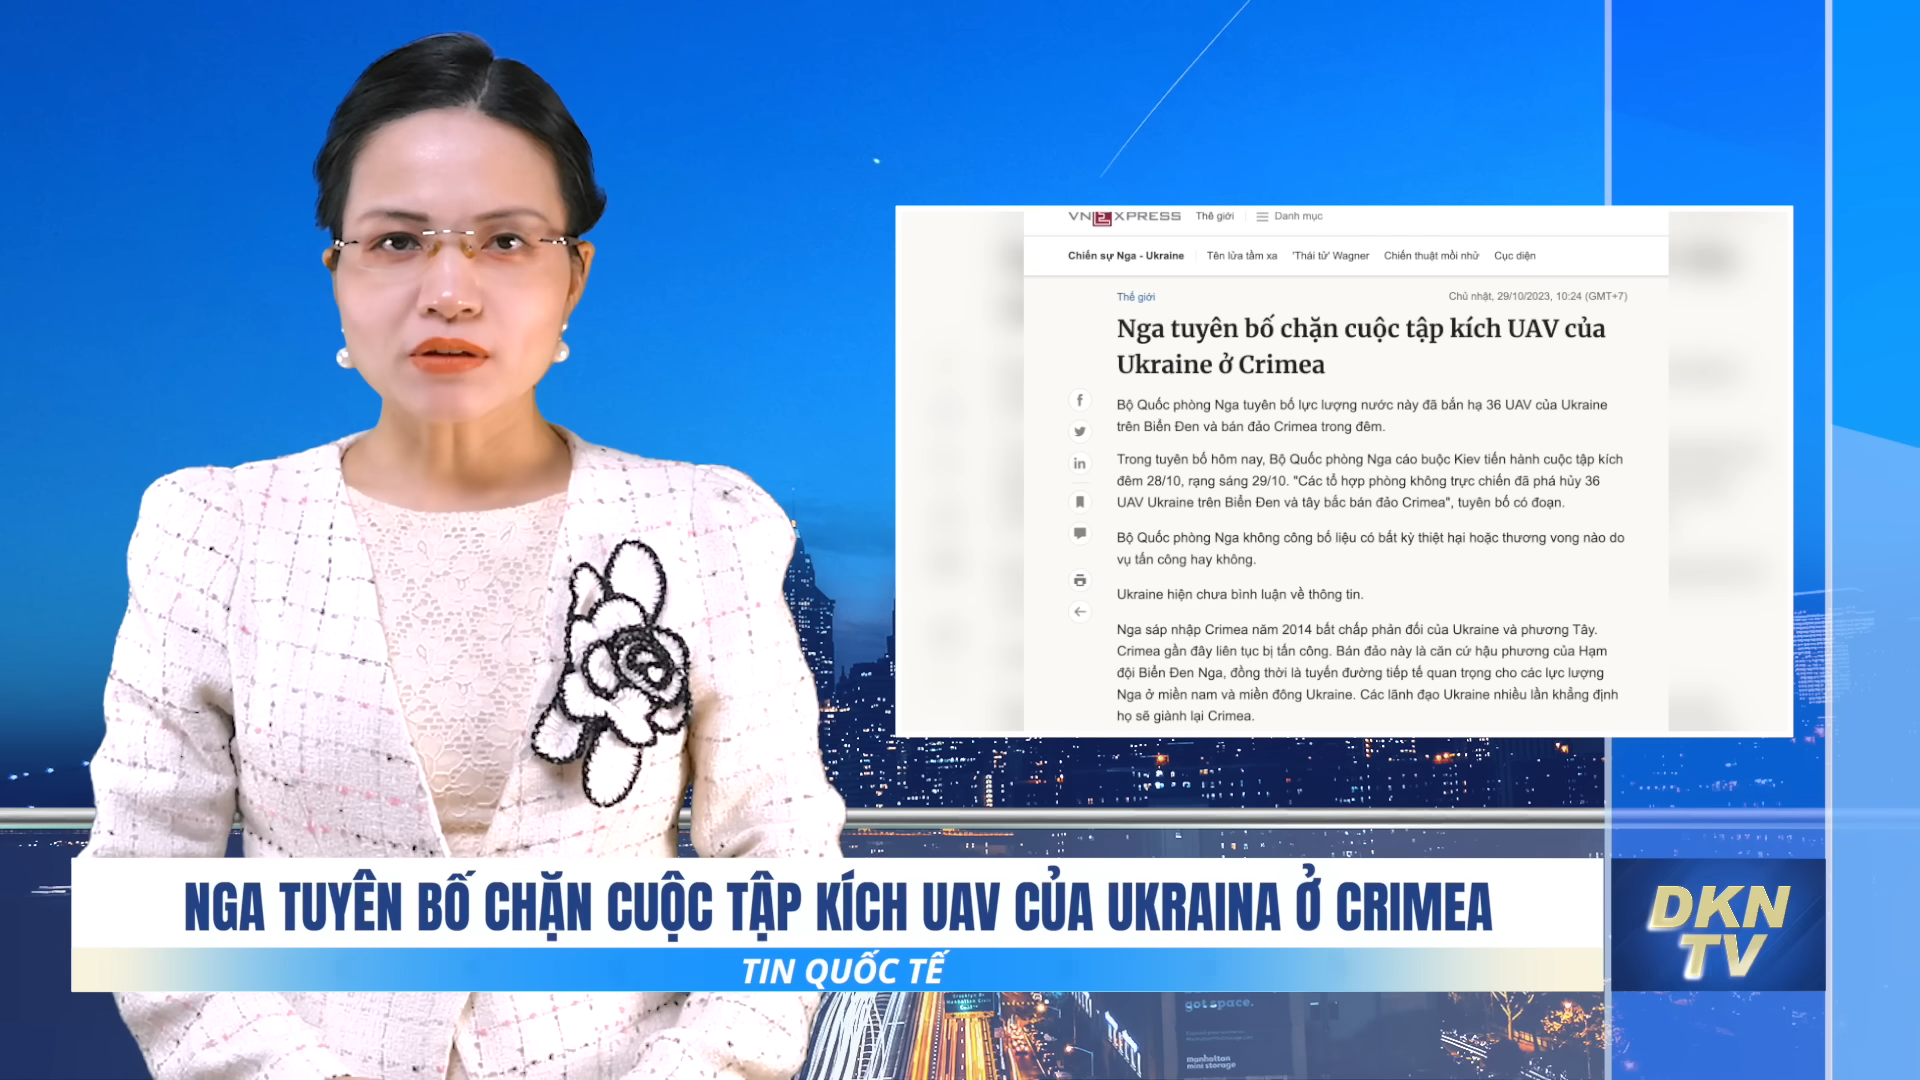 VNEXPRESS Thế giới Danh mục
Chiến sự Nga - Ukraine Tên lửa tầm xa 'Thái tử' Wagner Chiến thuật mồi nhử Cục diện
Thế giới Chủ nhật, 29/10/2023, 10:24 (GMT+7)
Nga tuyên bố chặn cuộc tập kích UAV của
Ukraine ở Crimea
Bộ Quốc phòng Nga tuyên bố lực lượng nước này đã bắn hạ 36 UAV của Ukraine
trên Biển Đen và bán đảo Crimea trong đêm.
Trong tuyên bố hôm nay, Bộ Quốc phòng Nga cáo buộc Kiev tiến hành cuộc tập kích
đêm 28/10, rạng sáng 29/10. "Các tổ hợp phòng không trực chiến đã phá hủy 36
UAV Ukraine trên Biển Đen và tây bắc bán đảo Crimea", tuyên bố có đoạn.
Bộ Quốc phòng Nga không công bố liệu có bất kỳ thiệt hại hoặc thương vong nào do
vụ tấn công hay không.
Ukraine hiện chưa bình luận về thông tin.
Nga sáp nhập Crimea năm 2014 bất chấp phản đối của Ukraine và phương Tây.
Crimea gần đây liên tục bị tấn công. Bán đảo này là căn cứ hậu phương của Hạm
đội Biển Đen Nga, đồng thời là tuyến đường tiếp tế quan trọng cho các lực lượng
Nga ở miền nam và miền đông Ukraine. Các lãnh đạo Ukraine nhiều lần khẳng định
họ sẽ giành lại Crimea.
NGA TUYÊN BỐ CHẶN CUỘC TẬP KÍCH UAV CỦA UKRAINA Ở CRIMEA
TIN QUỐC TẾ
DKN
TV
got space.
manhattan
mini storage